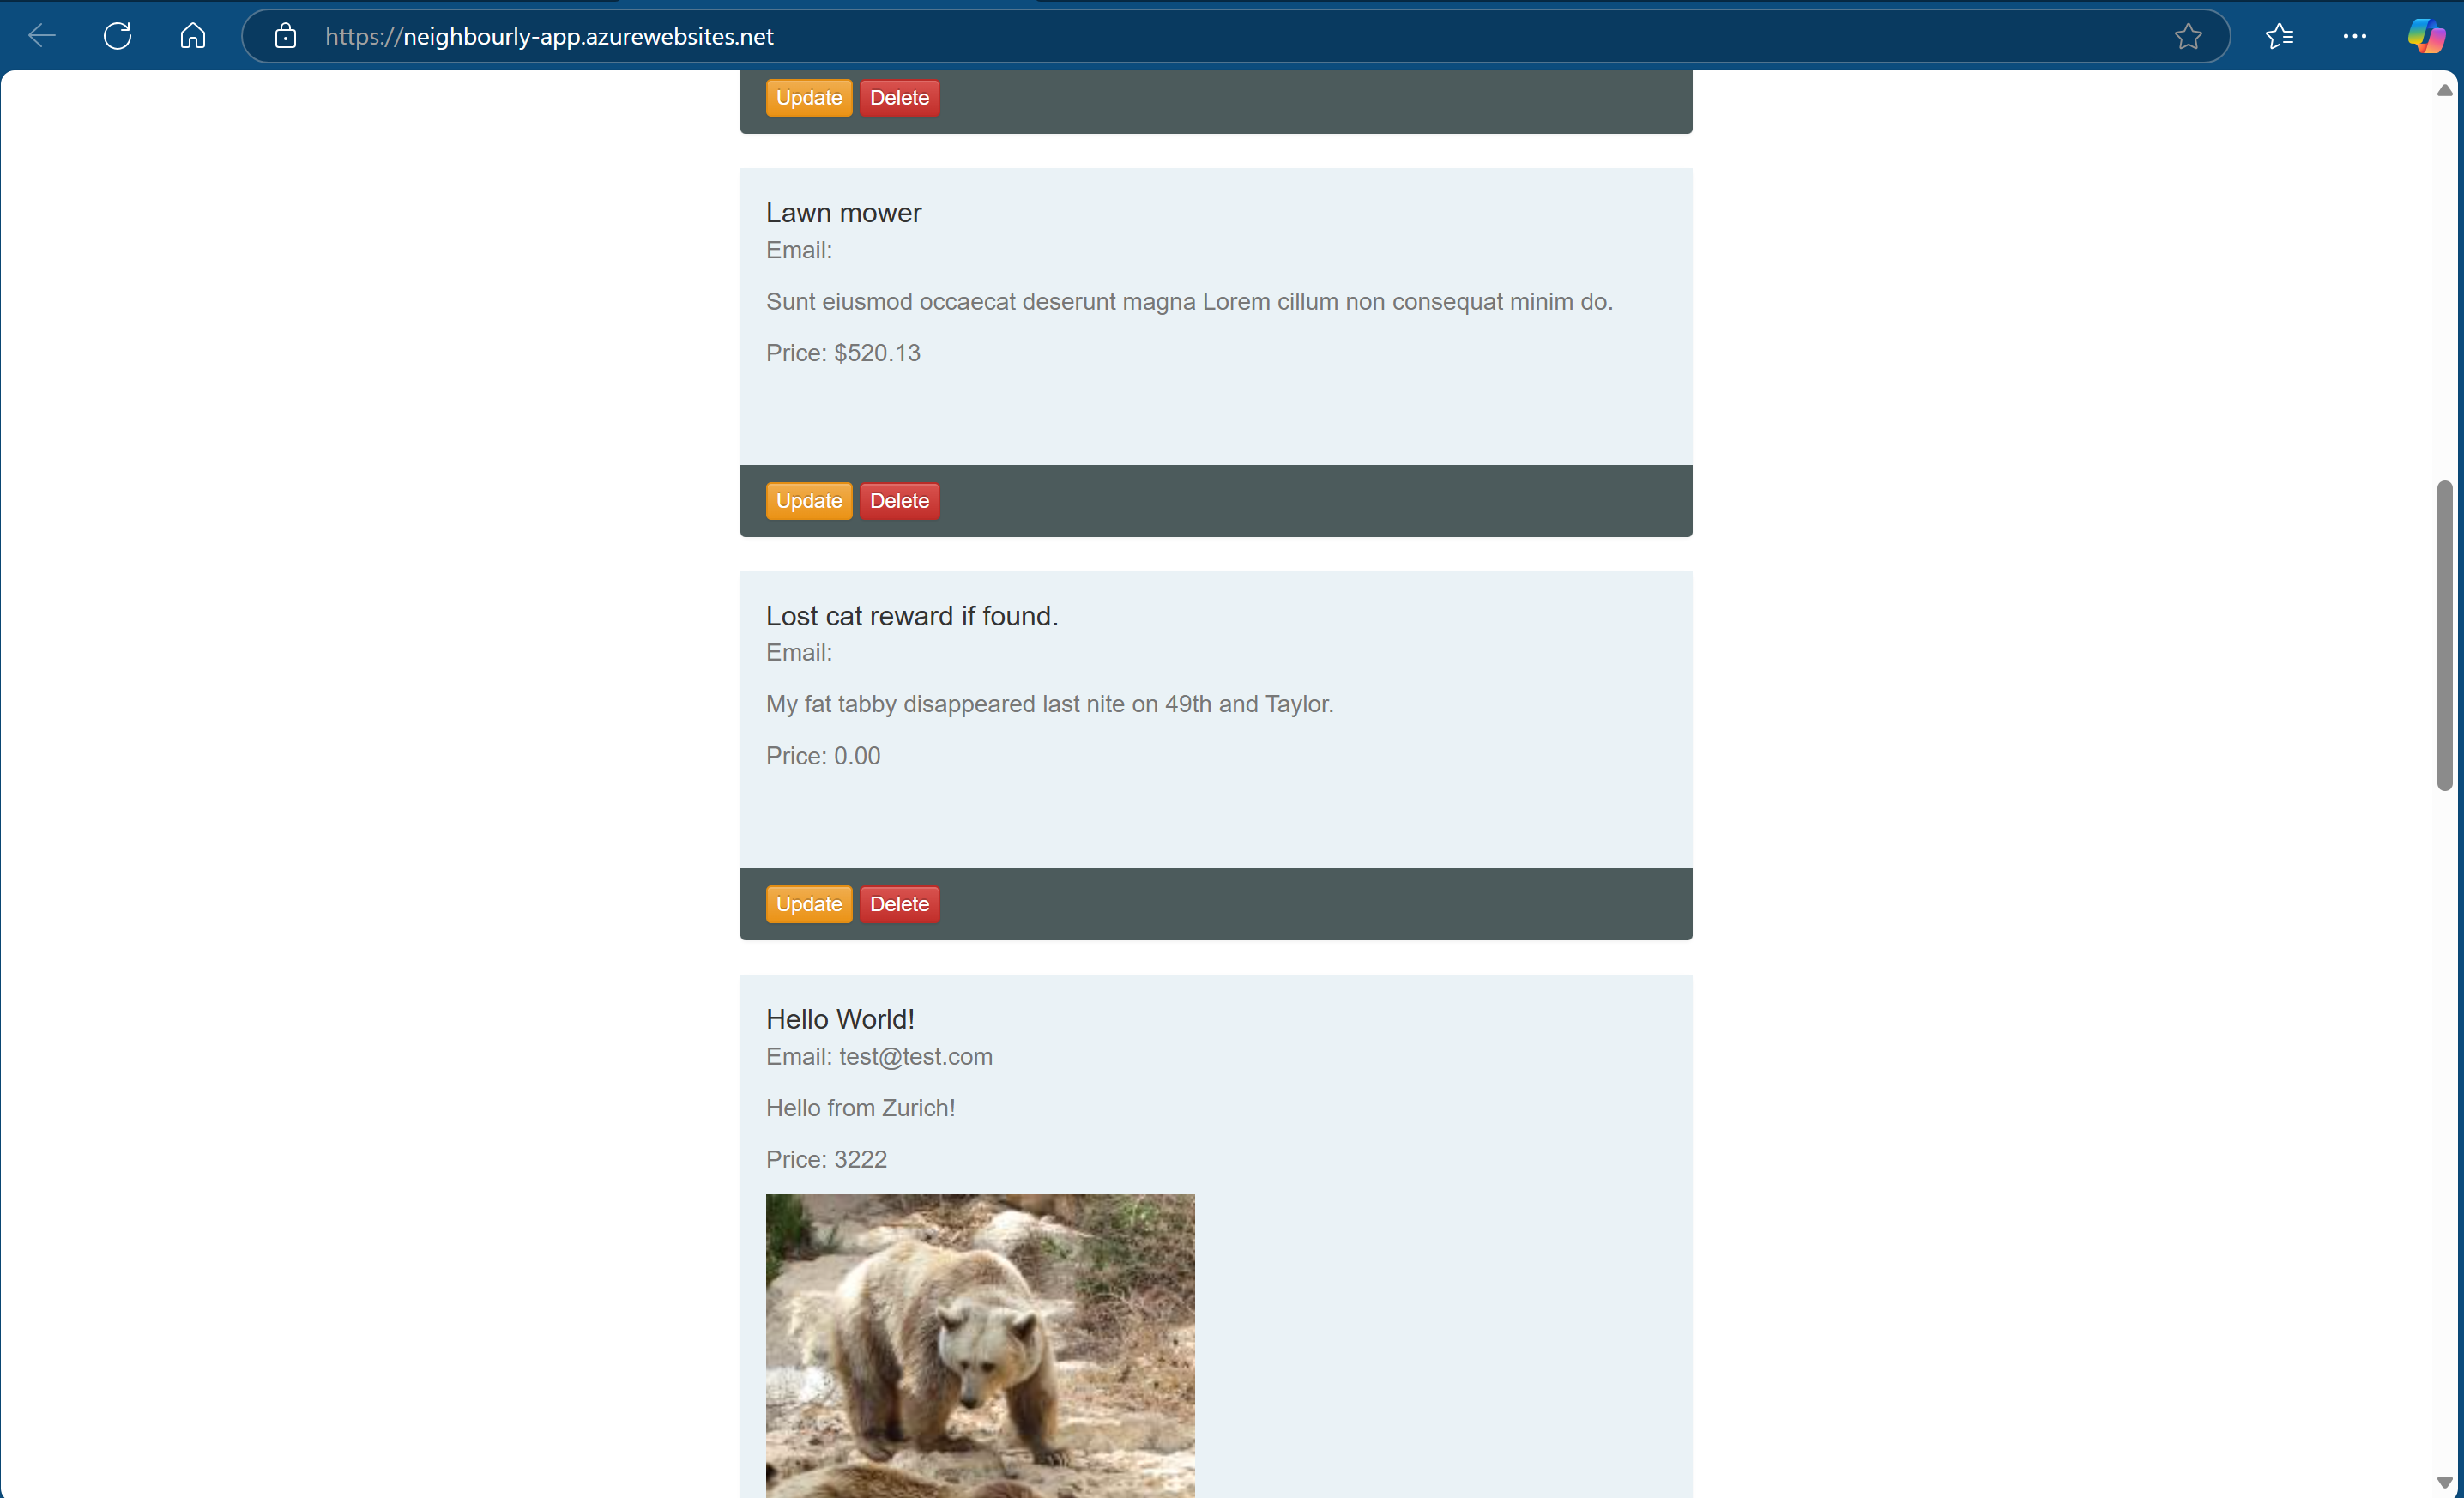 https://neighbourly-app.azurewebsites.net
Update Delete
Lawn mower
Email:
Sunt eiusmod occaecat deserunt magna Lorem cillum non consequat minim do.
Price: $520.13
Update Delete
Lost cat reward if found.
Email:
My fat tabby disappeared last nite on 49th and Taylor.
Price: 0.00
Update Delete
Hello World!
Email: test@test.com
Hello from Zurich!
Price: 3222